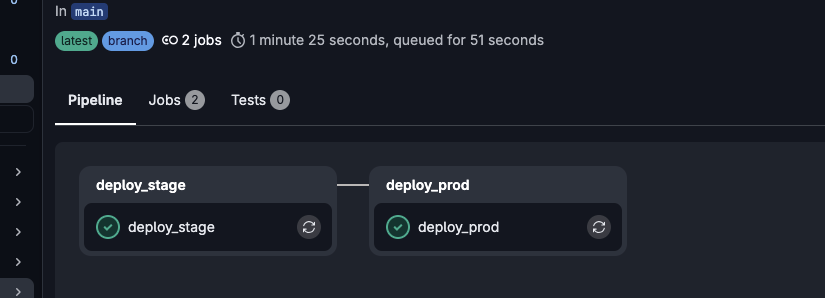 In main
latest branch 2 jobs 1 minute 25 seconds, queued for 51 seconds
0
Pipeline Jobs 2 Tests 0
deploy_stage deploy_prod
deploy_stage deploy_prod